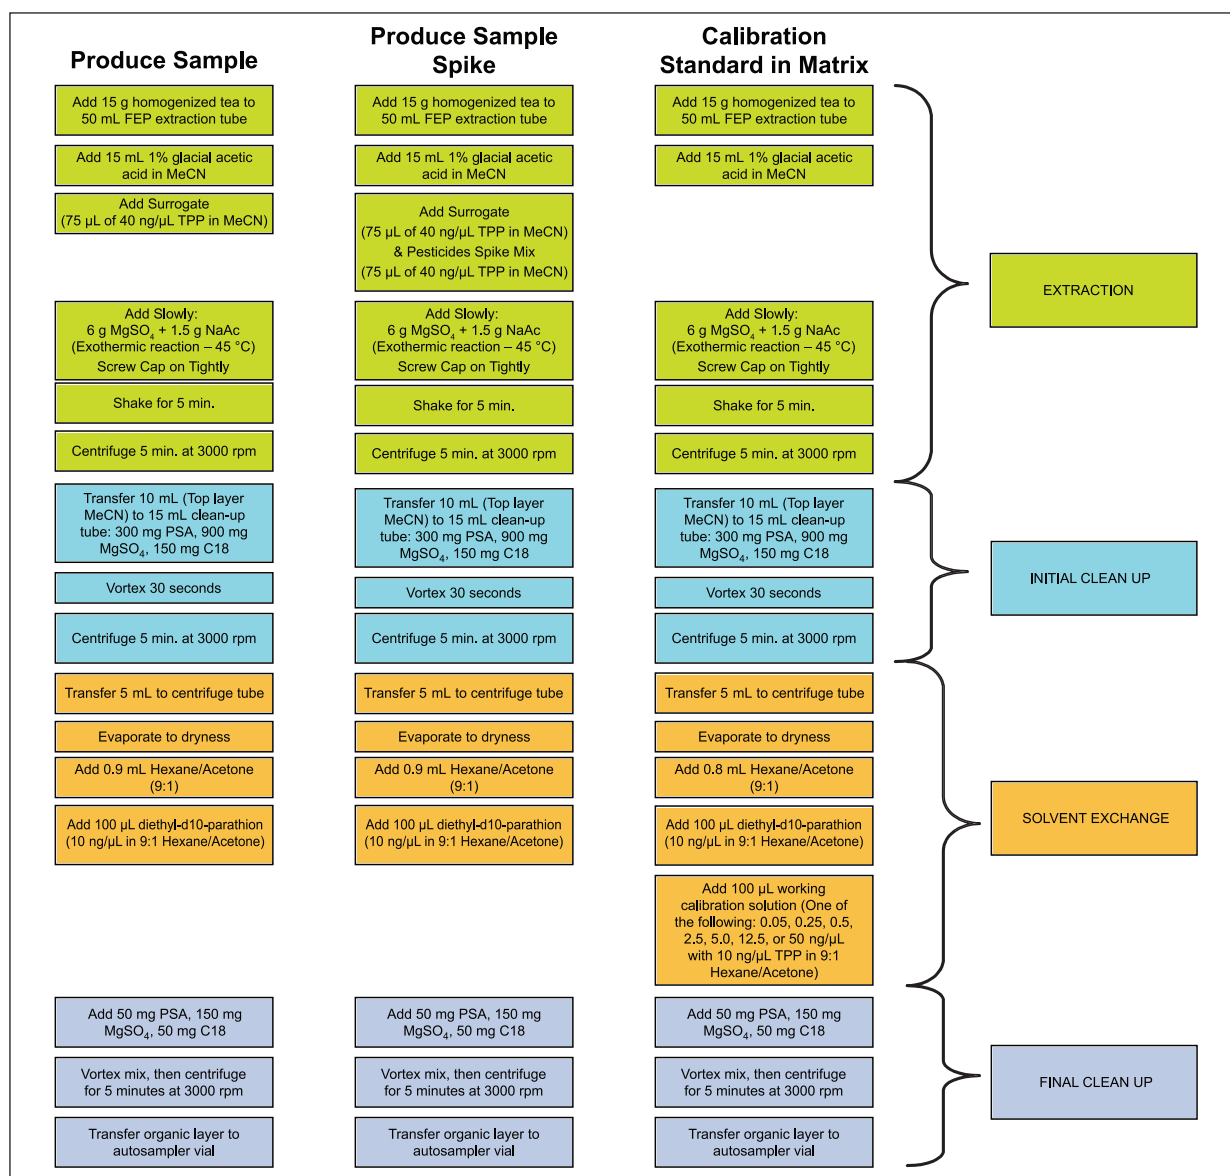 Produce Sample
Add 15 g homogenized tea to
50 mL FEP extraction tube
Add 15 mL 1% glacial acetic
acid in MeCN
Add Surrogate
(75 µL of 40 ng/µL TPP in MeCN)
Add Slowly:
6 g MgSO₄ + 1.5 g NaAc
(Exothermic reaction – 45 °C)
Screw Cap on Tightly
Shake for 5 min.
Centrifuge 5 min. at 3000 rpm
Transfer 10 mL (Top layer
MeCN) to 15 mL clean-up
tube: 300 mg PSA, 900 mg
MgSO₄, 150 mg C18
Vortex 30 seconds
Centrifuge 5 min. at 3000 rpm
Transfer 5 mL to centrifuge tube
Evaporate to dryness
Add 0.9 mL Hexane/Acetone
(9:1)
Add 100 µL diethyl-d10-parathion
(10 ng/µL in 9:1 Hexane/Acetone)
Add 50 mg PSA, 150 mg
MgSO₄, 50 mg C18
Vortex mix, then centrifuge
for 5 minutes at 3000 rpm
Transfer organic layer to
autosampler vial
Produce Sample
Spike
Add 15 g homogenized tea to
50 mL FEP extraction tube
Add 15 mL 1% glacial acetic
acid in MeCN
Add Surrogate
(75 µL of 40 ng/µL TPP in MeCN)
& Pesticides Spike Mix
(75 µL of 40 ng/µL TPP in MeCN)
Add Slowly:
6 g MgSO₄ + 1.5 g NaAc
(Exothermic reaction – 45 °C)
Screw Cap on Tightly
Shake for 5 min.
Centrifuge 5 min. at 3000 rpm
Transfer 10 mL (Top layer
MeCN) to 15 mL clean-up
tube: 300 mg PSA, 900 mg
MgSO₄, 150 mg C18
Vortex 30 seconds
Centrifuge 5 min. at 3000 rpm
Transfer 5 mL to centrifuge tube
Evaporate to dryness
Add 0.9 mL Hexane/Acetone
(9:1)
Add 100 µL diethyl-d10-parathion
(10 ng/µL in 9:1 Hexane/Acetone)
Add 50 mg PSA, 150 mg
MgSO₄, 50 mg C18
Vortex mix, then centrifuge
for 5 minutes at 3000 rpm
Transfer organic layer to
autosampler vial
Calibration
Standard in Matrix
Add 15 g homogenized tea to
50 mL FEP extraction tube
Add 15 mL 1% glacial acetic
acid in MeCN
Add Slowly:
6 g MgSO₄ + 1.5 g NaAc
(Exothermic reaction – 45 °C)
Screw Cap on Tightly
Shake for 5 min.
Centrifuge 5 min. at 3000 rpm
Transfer 10 mL (Top layer
MeCN) to 15 mL clean-up
tube: 300 mg PSA, 900 mg
MgSO₄, 150 mg C18
Vortex 30 seconds
Centrifuge 5 min. at 3000 rpm
Transfer 5 mL to centrifuge tube
Evaporate to dryness
Add 0.8 mL Hexane/Acetone
(9:1)
Add 100 µL diethyl-d10-parathion
(10 ng/µL in 9:1 Hexane/Acetone)
Add 100 µL working
calibration solution (One of
the following: 0.05, 0.25, 0.5,
2.5, 5.0, 12.5, or 50 ng/µL
with 10 ng/µL TPP in 9:1
Hexane/Acetone)
Add 50 mg PSA, 150 mg
MgSO₄, 50 mg C18
Vortex mix, then centrifuge
for 5 minutes at 3000 rpm
Transfer organic layer to
autosampler vial
EXTRACTION
INITIAL CLEAN UP
SOLVENT EXCHANGE
FINAL CLEAN UP